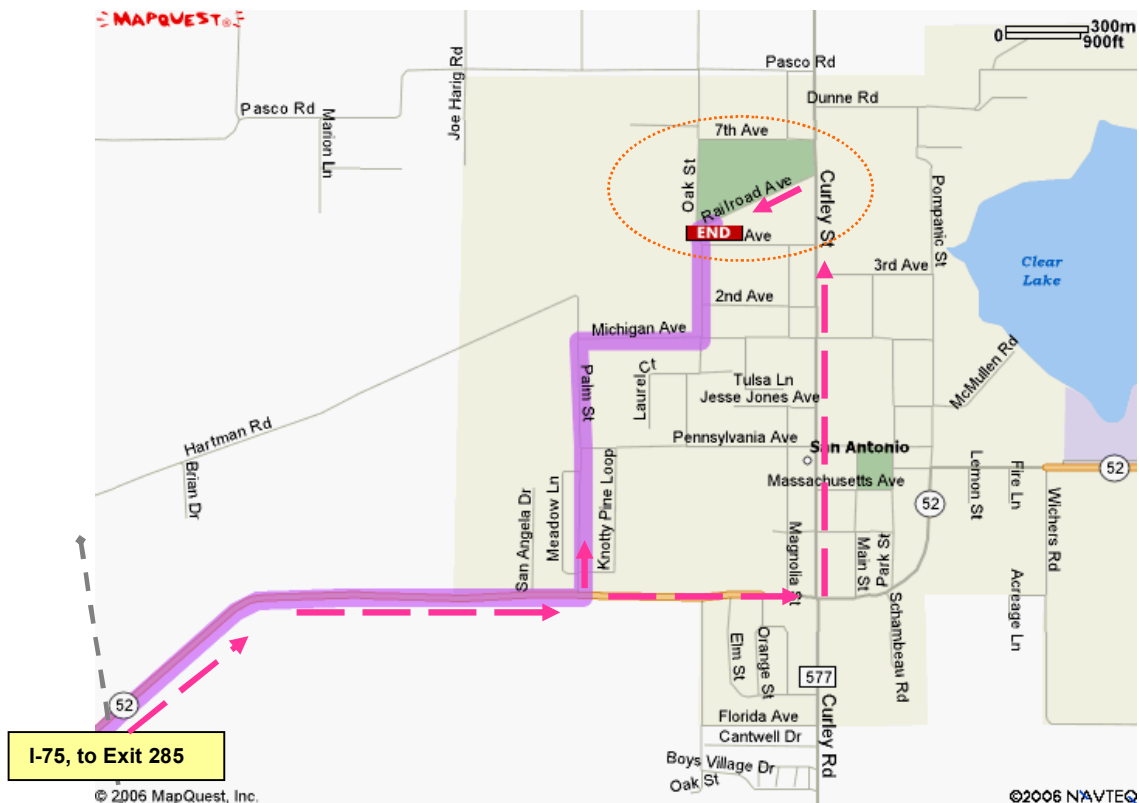 MAPQUEST®
300m
0
900ft
Pasco Rd
Joe Harig Rd
Pasco Rd
Marion Ln
Dunne Rd
7th Ave
Oak St
Railroad Ave
Curley St
Pompanic St
END
Ave
3rd Ave
Clear
Lake
2nd Ave
Michigan Ave
Laurel Ct
Palm St
Tulsa Ln
Jesse Jones Ave
McMullen Rd
Hartman Rd
Pennsylvania Ave
San Antonio
Brian Dr
Massachusetts Ave
52
52
Lemon St
Fire Ln
Wichers Rd
San Angela Dr
Meadow Ln
Knotty Pine Loop
Magnolia St
Main St
Park St
Acreage Ln
Schambeau Rd
Elm St
Orange St
577
52
Florida Ave
Curley Rd
Cantwell Dr
I-75, to Exit 285
Boys Village Dr
Oak St
© 2006 MapQuest, Inc.
©2006 NAVTEQ